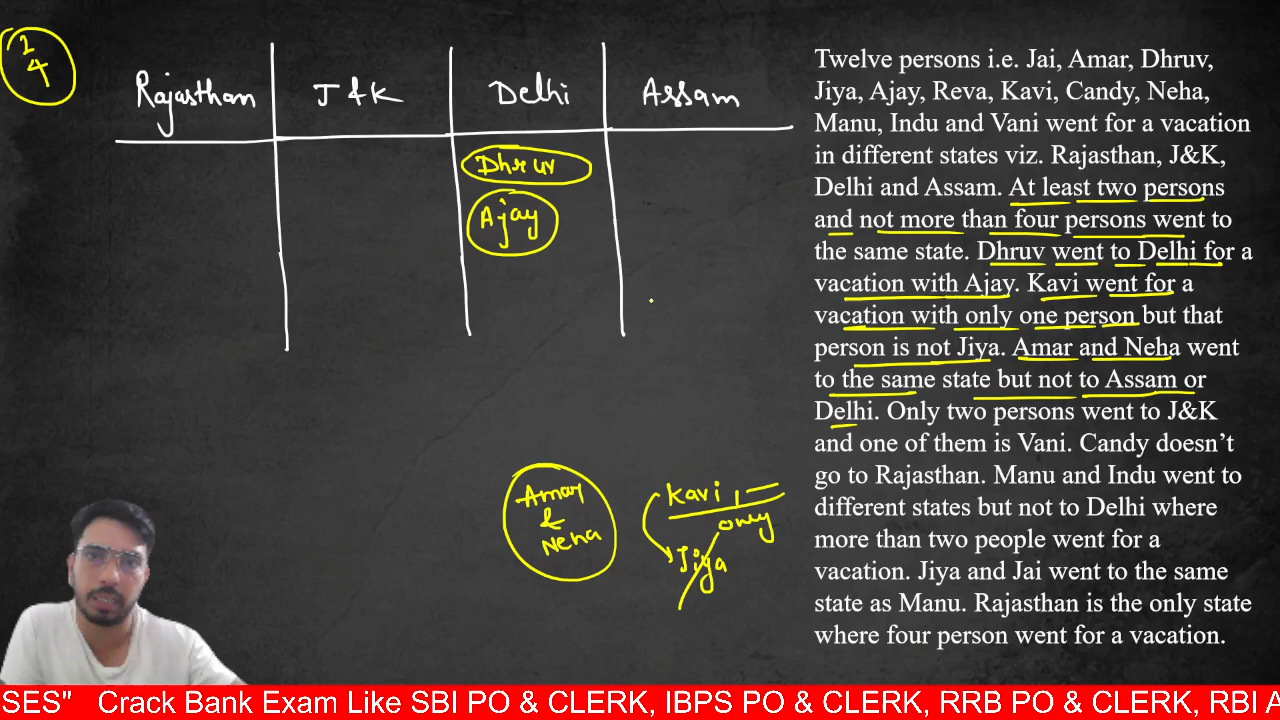 2
4
Rajasthan J&K Delhi Assam
Dhruv
Ajay
Amar
&
Neha
Kavi,
only
Jiya
Twelve persons i.e. Jai, Amar, Dhruv,
Jiya, Ajay, Reva, Kavi, Candy, Neha,
Manu, Indu and Vani went for a vacation
in different states viz. Rajasthan, J&K,
Delhi and Assam. At least two persons
and not more than four persons went to
the same state. Dhruv went to Delhi for a
vacation with Ajay. Kavi went for a
vacation with only one person but that
person is not Jiya. Amar and Neha went
to the same state but not to Assam or
Delhi. Only two persons went to J&K
and one of them is Vani. Candy doesn’t
go to Rajasthan. Manu and Indu went to
different states but not to Delhi where
more than two people went for a
vacation. Jiya and Jai went to the same
state as Manu. Rajasthan is the only state
where four person went for a vacation.
SES" Crack Bank Exam Like SBI PO & CLERK, IBPS PO & CLERK, RRB PO & CLERK, RBI A